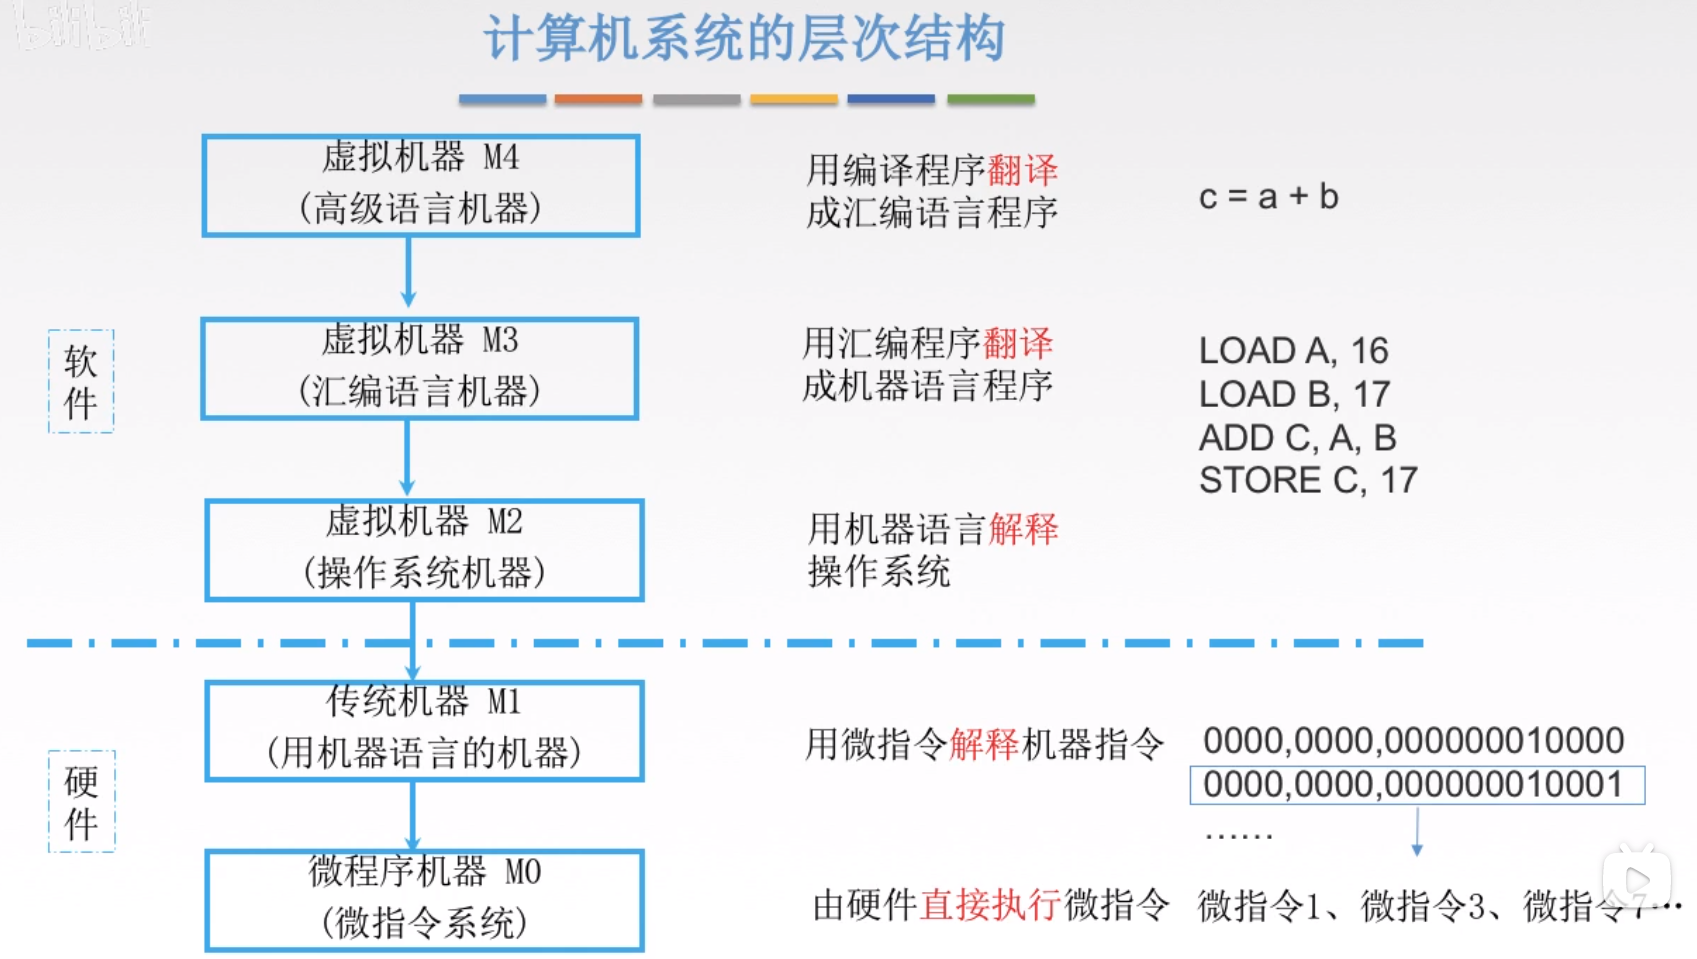 bilibili
计算机系统的层次结构
虚拟机器 M4
(高级语言机器)
用编译程序翻译
成汇编语言程序
c = a + b
软
件
虚拟机器 M3
(汇编语言机器)
用汇编程序翻译
成机器语言程序
LOAD A, 16
LOAD B, 17
ADD C, A, B
STORE C, 17
虚拟机器 M2
(操作系统机器)
用机器语言解释
操作系统
硬
件
传统机器 M1
(用机器语言的机器)
用微指令解释机器指令
0000,0000,000000010000
0000,0000,000000010001
......
微程序机器 M0
(微指令系统)
由硬件直接执行微指令
微指令1、微指令3、微指令7...